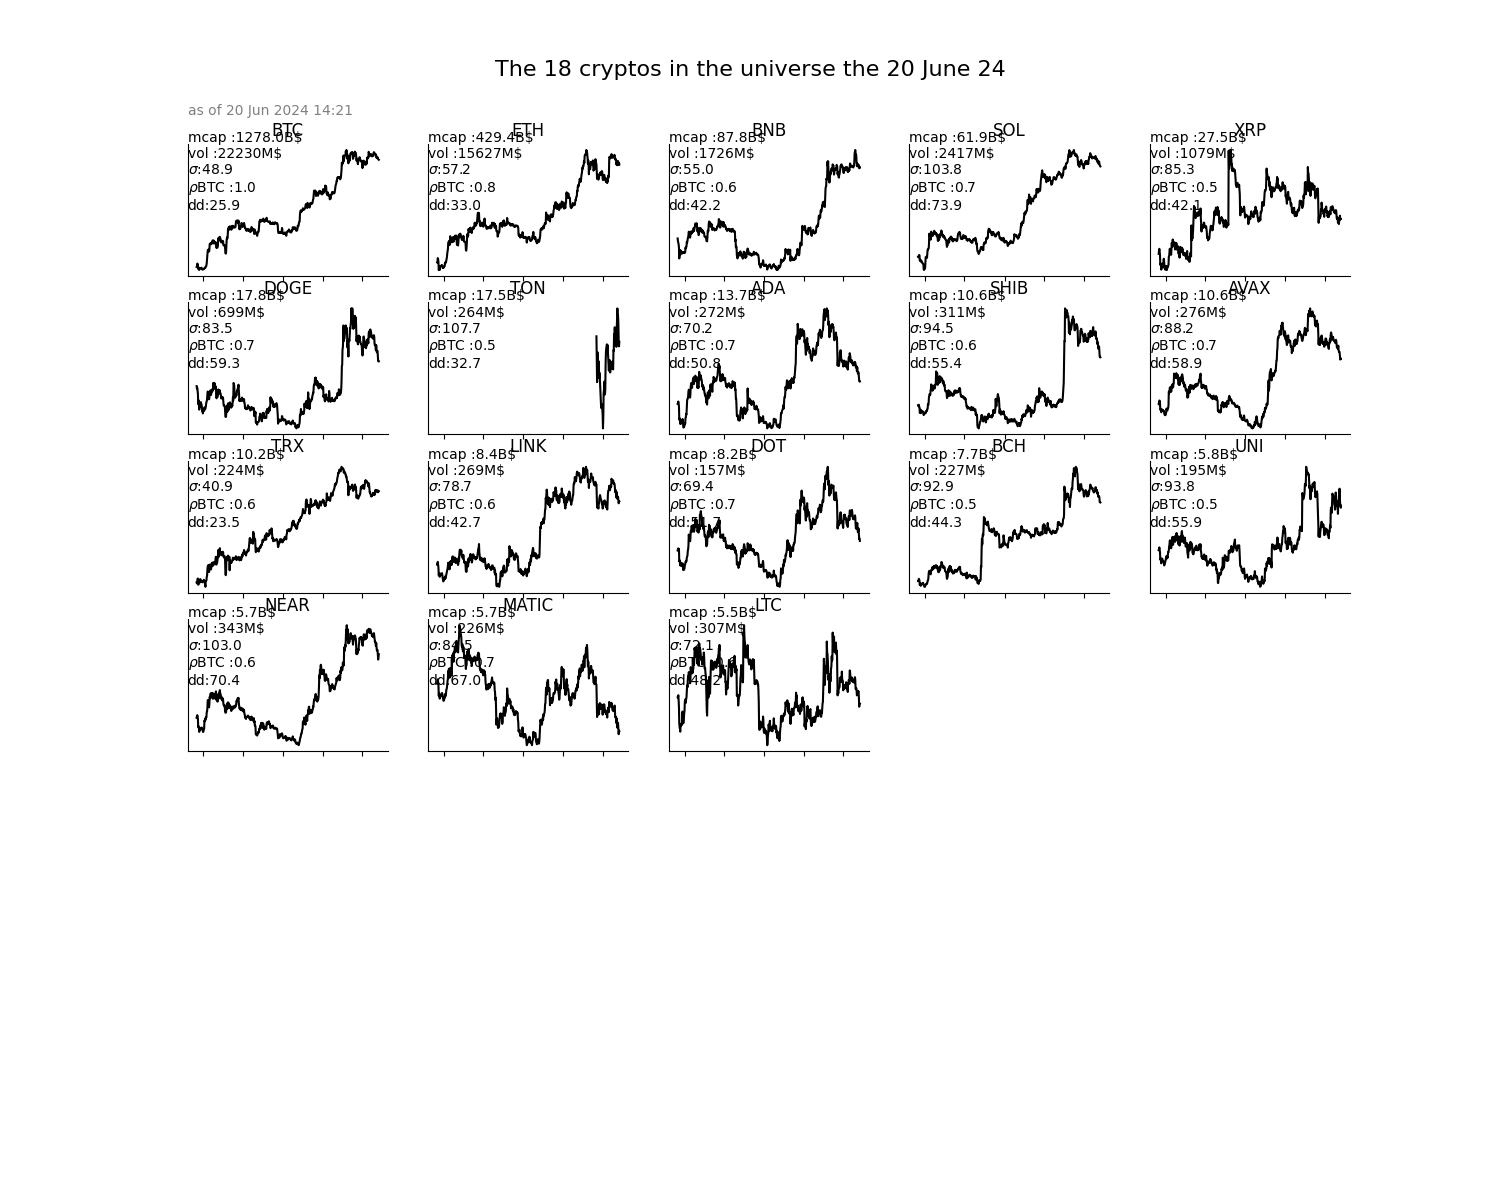 The 18 cryptos in the universe the 20 June 24
as of 20 Jun 2024 14:21
BTC
mcap :1278.0B$
vol :22230M$
σ:48.9
ρBTC :1.0
dd:25.9
ETH
mcap :429.4B$
vol :15627M$
σ:57.2
ρBTC :0.8
dd:33.0
BNB
mcap :87.8B$
vol :1726M$
σ:55.0
ρBTC :0.6
dd:42.2
SOL
mcap :61.9B$
vol :2417M$
σ:103.8
ρBTC :0.7
dd:73.9
XRP
mcap :27.5B$
vol :1079M$
σ:85.3
ρBTC :0.5
dd:42.1
DOGE
mcap :17.8B$
vol :699M$
σ:83.5
ρBTC :0.7
dd:59.3
TON
mcap :17.5B$
vol :264M$
σ:107.7
ρBTC :0.5
dd:32.7
ADA
mcap :13.7B$
vol :272M$
σ:70.2
ρBTC :0.7
dd:50.8
SHIB
mcap :10.6B$
vol :311M$
σ:94.5
ρBTC :0.6
dd:55.4
AVAX
mcap :10.6B$
vol :276M$
σ:88.2
ρBTC :0.7
dd:58.9
TRX
mcap :10.2B$
vol :224M$
σ:40.9
ρBTC :0.6
dd:23.5
LINK
mcap :8.4B$
vol :269M$
σ:78.7
ρBTC :0.6
dd:42.7
DOT
mcap :8.2B$
vol :157M$
σ:69.4
ρBTC :0.7
BCH
mcap :7.7B$
vol :227M$
σ:92.9
ρBTC :0.5
dd:44.3
UNI
mcap :5.8B$
vol :195M$
σ:93.8
ρBTC :0.5
dd:55.9
NEAR
mcap :5.7B$
vol :343M$
σ:103.0
ρBTC :0.6
dd:70.4
MATIC
mcap :5.7B$
vol :226M$
σ:84.5
ρBTC :0.7
dd:67.0
LTC
mcap :5.5B$
vol :307M$
σ:72.1
ρBTC
dd:48.2